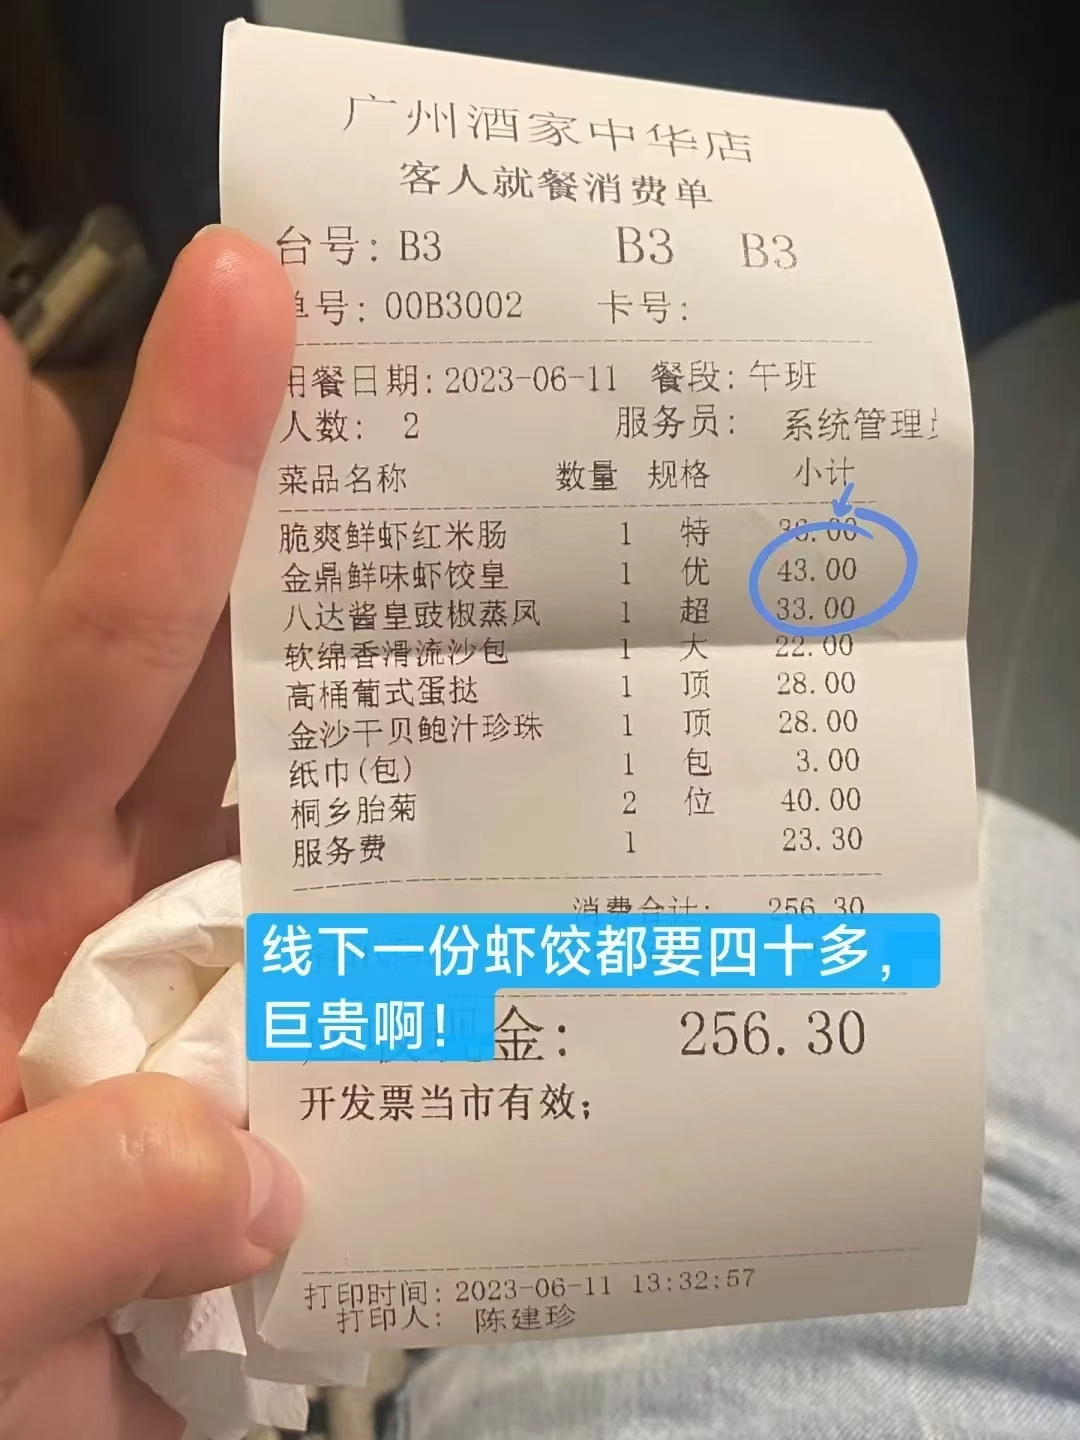 广州酒家中华店
客人就餐消费单
台号: B3 B3 B3
单号: 00B3002 卡号:
用餐日期: 2023-06-11 餐段: 午班
人数: 2 服务员: 系统管理
菜品名称 数量 规格 小计
脆爽鲜虾红米肠 1 特 36.00
金鼎鲜味虾饺皇 1 优 43.00
八达酱皇豉椒蒸凤 1 超 33.00
软绵香滑流沙包 1 大 22.00
高桶葡式蛋挞 1 顶 28.00
金沙干贝鲍汁珍珠 1 顶 28.00
纸巾(包) 1 包 3.00
桐乡胎菊 2 位 40.00
服务费 1 23.30
消费合计: 256.30
线下一份虾饺都要四十多，
巨贵啊！
金: 256.30
开发票当市有效;
打印时间: 2023-06-11 13:32:57
打印人: 陈建珍